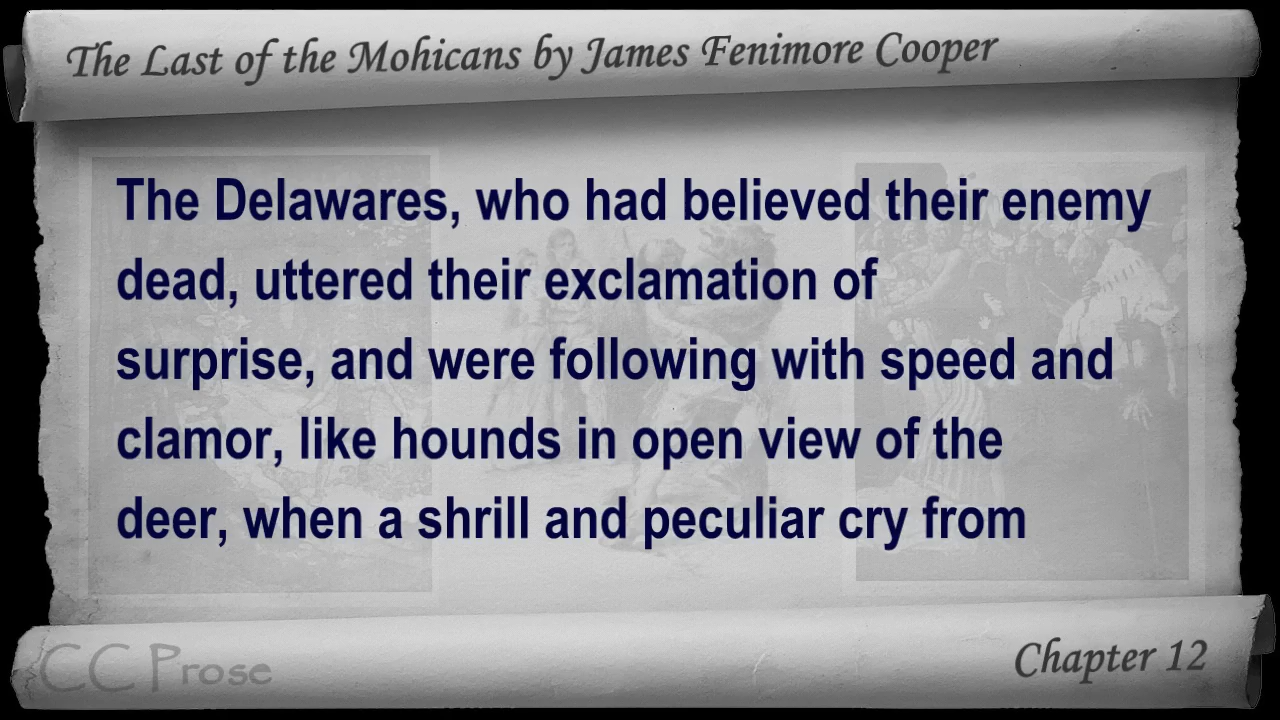 The Last of the Mohicans by James Fenimore Cooper
The Delawares, who had believed their enemy
dead, uttered their exclamation of
surprise, and were following with speed and
clamor, like hounds in open view of the
deer, when a shrill and peculiar cry from
CC Prose
Chapter 12